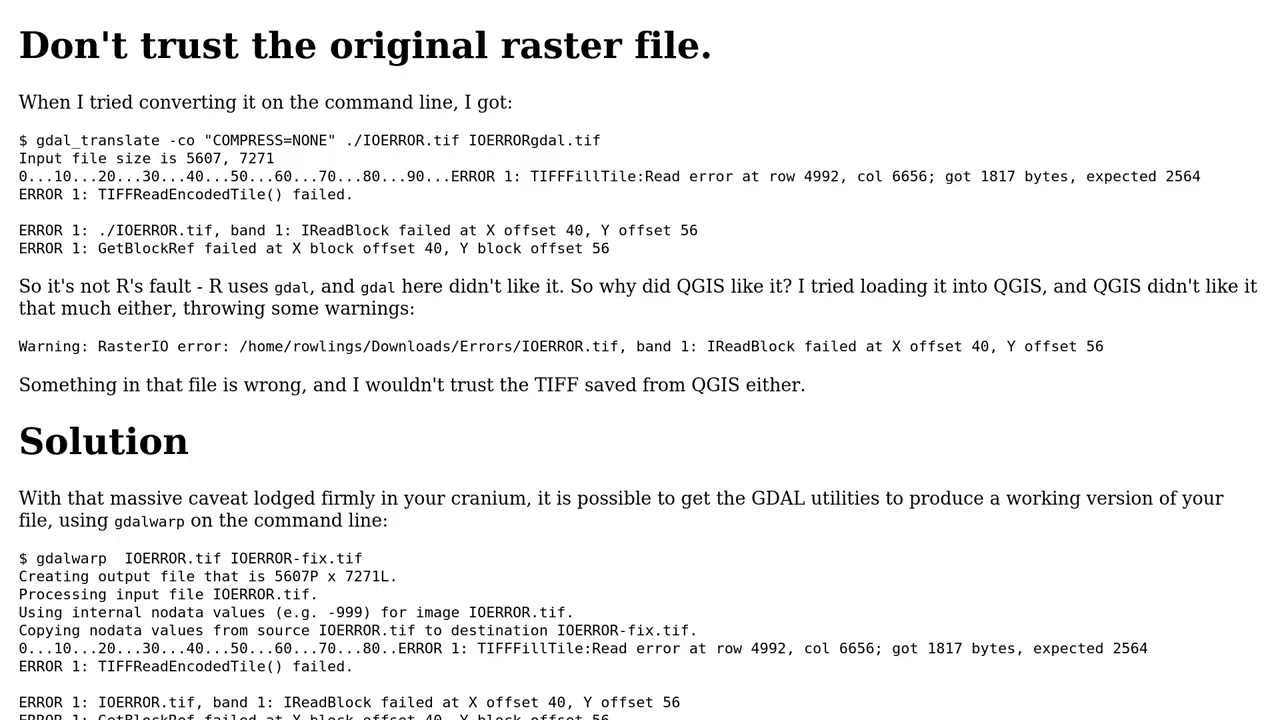 Don't trust the original raster file.
When I tried converting it on the command line, I got:
$ gdal_translate -co "COMPRESS=NONE" ./IOERROR.tif IOERRORgdal.tif
Input file size is 5607, 7271
0...10...20...30...40...50...60...70...80...90...ERROR 1: TIFFFillTile:Read error at row 4992, col 6656; got 1817 bytes, expected 2564
ERROR 1: TIFFReadEncodedTile() failed.
ERROR 1: ./IOERROR.tif, band 1: IReadBlock failed at X offset 40, Y offset 56
ERROR 1: GetBlockRef failed at X block offset 40, Y block offset 56
So it's not R's fault - R uses gdal, and gdal here didn't like it. So why did QGIS like it? I tried loading it into QGIS, and QGIS didn't like it
that much either, throwing some warnings:
Warning: RasterIO error: /home/rowlings/Downloads/Errors/IOERROR.tif, band 1: IReadBlock failed at X offset 40, Y offset 56
Something in that file is wrong, and I wouldn't trust the TIFF saved from QGIS either.
Solution
With that massive caveat lodged firmly in your cranium, it is possible to get the GDAL utilities to produce a working version of your
file, using gdalwarp on the command line:
$ gdalwarp  IOERROR.tif IOERROR-fix.tif
Creating output file that is 5607P x 7271L.
Processing input file IOERROR.tif.
Using internal nodata values (e.g. -999) for image IOERROR.tif.
Copying nodata values from source IOERROR.tif to destination IOERROR-fix.tif.
0...10...20...30...40...50...60...70...80..ERROR 1: TIFFFillTile:Read error at row 4992, col 6656; got 1817 bytes, expected 2564
ERROR 1: TIFFReadEncodedTile() failed.
ERROR 1: IOERROR.tif, band 1: IReadBlock failed at X offset 40, Y offset 56
ERROR 1: GetBlockRef failed at X block offset 40, Y block offset 56